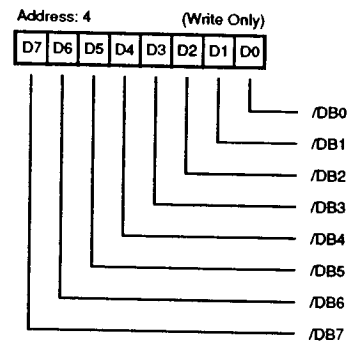 Address: 4 (Write Only)
D7 D6 D5 D4 D3 D2 D1 D0
/DB0
/DB1
/DB2
/DB3
/DB4
/DB5
/DB6
/DB7